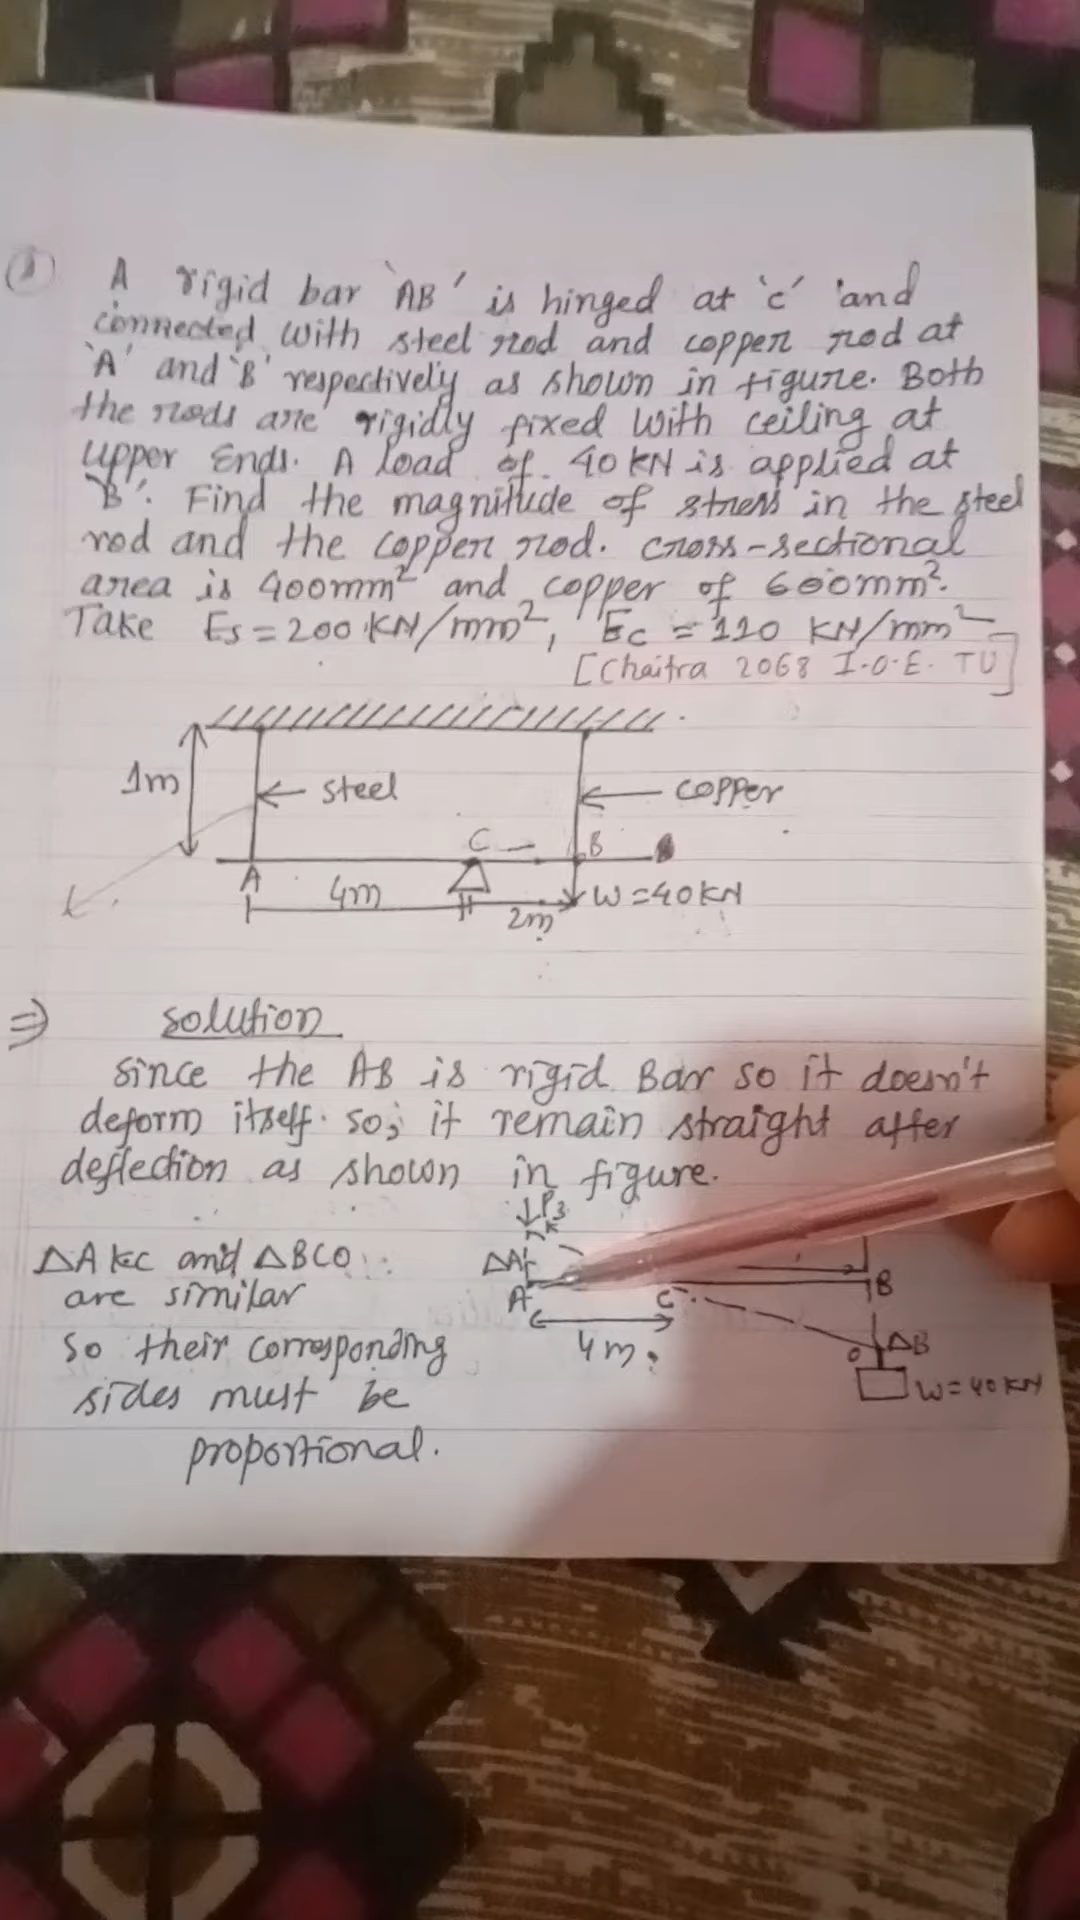 A rigid bar 'AB' is hinged at 'c' and
connected with steel rod and copper rod at
'A' and 'B' respectively as shown in figure. Both
the rods are rigidly fixed with ceiling at
upper Ends. A load of 40 KN is applied at
'B'. Find the magnitude of stress in the steel
rod and the copper rod. cross-sectional
area is 400mm² and copper of 600mm².
Take Es = 200 KN/mm², Ec = 120 KN/mm²
[Chaitra 2068 I.O.E. TU]
1m
steel
copper
C
B
A
4m
2m
W = 40KN
⇒ solution
since the AB is rigid Bar so it doesn't
deform itself. so; it remain straight after
deflection as shown in figure.
ΔAKC and ΔBCO
are similar
so their corresponding
sides must be
proportional.
ΔA
A
C
B
4m.
o
ΔB
W = 40 KN